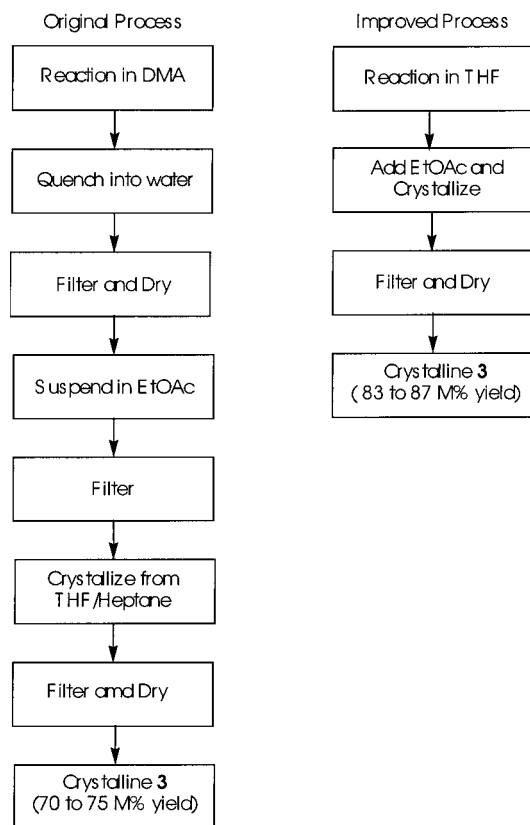 Original Process
Reaction in DMA
Quench into water
Filter and Dry
Suspend in EtOAc
Filter
Crystallize from
THF/Heptane
Filter amd Dry
Crystalline 3
(70 to 75 M% yield)
Improved Process
Reaction in THF
Add EtOAc and
Crystallize
Filter and Dry
Crystalline 3
( 83 to 87 M% yield)